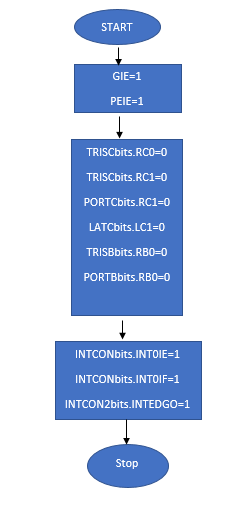 START
GIE=1
PEIE=1
TRISCbits.RC0=0
TRISCbits.RC1=0
PORTCbits.RC1=0
LATCbits.LC1=0
TRISBbits.RB0=0
PORTBbits.RB0=0
INTCONbits.INT0IE=1
INTCONbits.INT0IF=1
INTCON2bits.INTEDGO=1
Stop